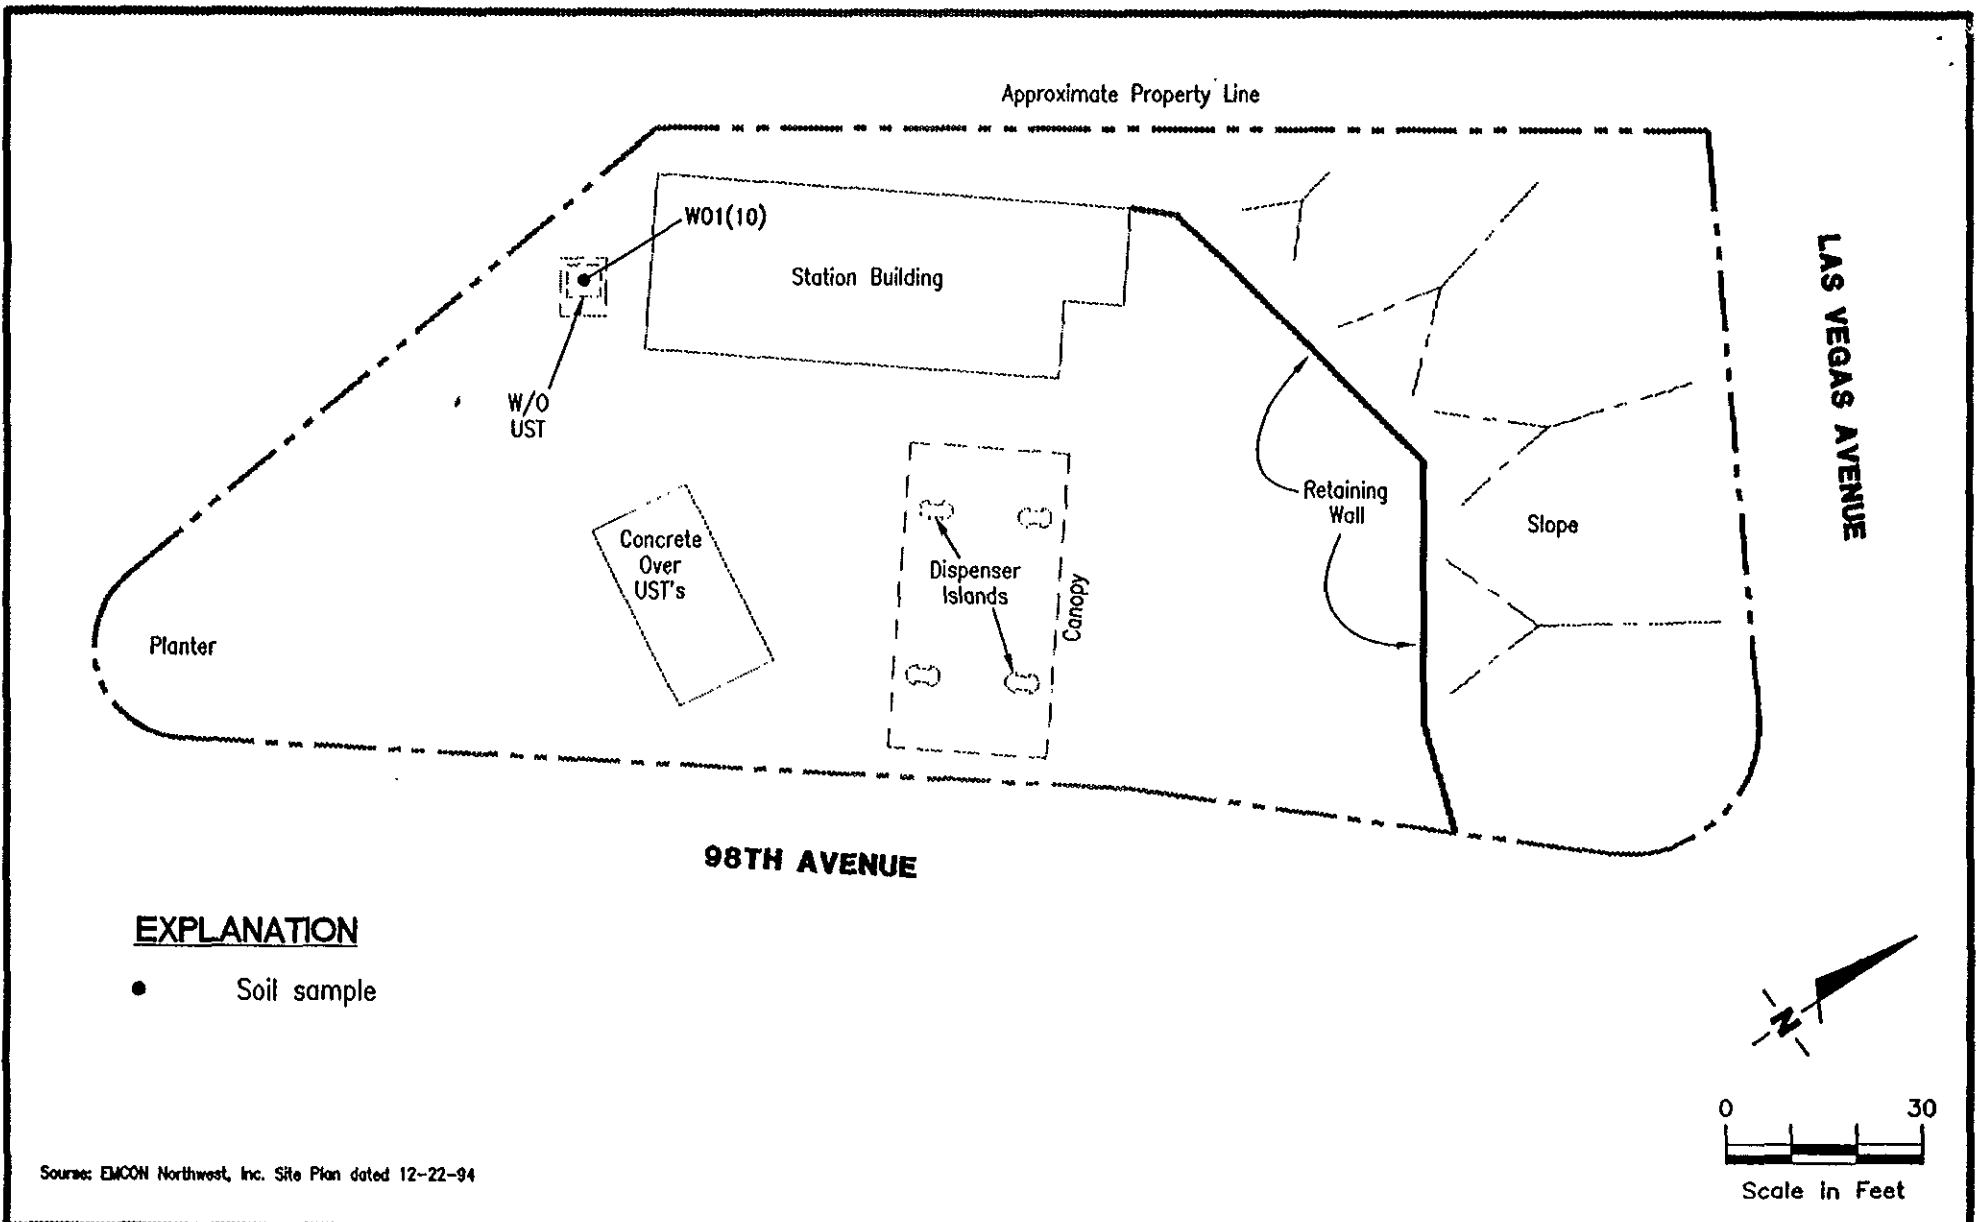 Approximate Property Line
WO1(10)
Station Building
LAS VEGAS AVENUE
W/O
UST
Retaining
Wall
Slope
Concrete
Over
UST's
Dispenser
Islands
Canopy
Planter
98TH AVENUE
EXPLANATION
● Soil sample
N
0 30
Scale In Feet
Source: EMCON Northwest, Inc. Site Plan dated 12-22-94